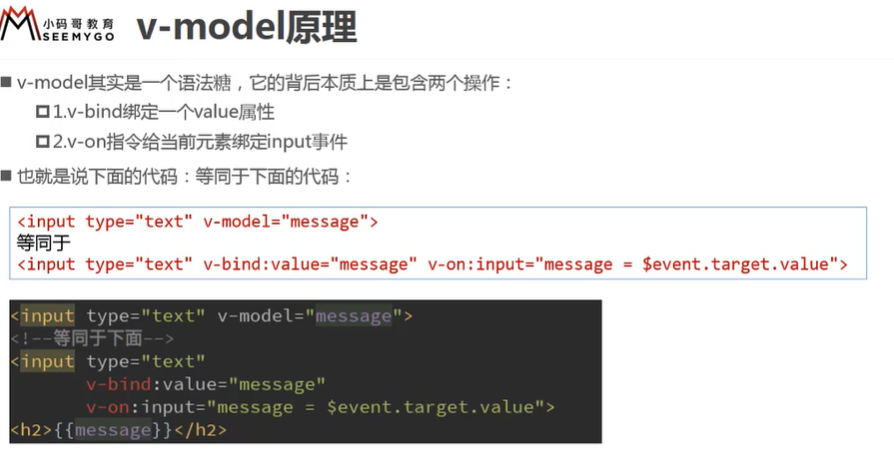 小码哥教育
SEEMYGO
v-model原理
v-model其实是一个语法糖，它的背后本质上是包含两个操作：
1.v-bind绑定一个value属性
2.v-on指令给当前元素绑定input事件
也就是说下面的代码：等同于下面的代码：
<input type="text" v-model="message">
等同于
<input type="text" v-bind:value="message" v-on:input="message = $event.target.value">
<input type="text" v-model="message">
<!--等同于下面-->
<input type="text"
v-bind:value="message"
v-on:input="message = $event.target.value">
<h2>{{message}}</h2>